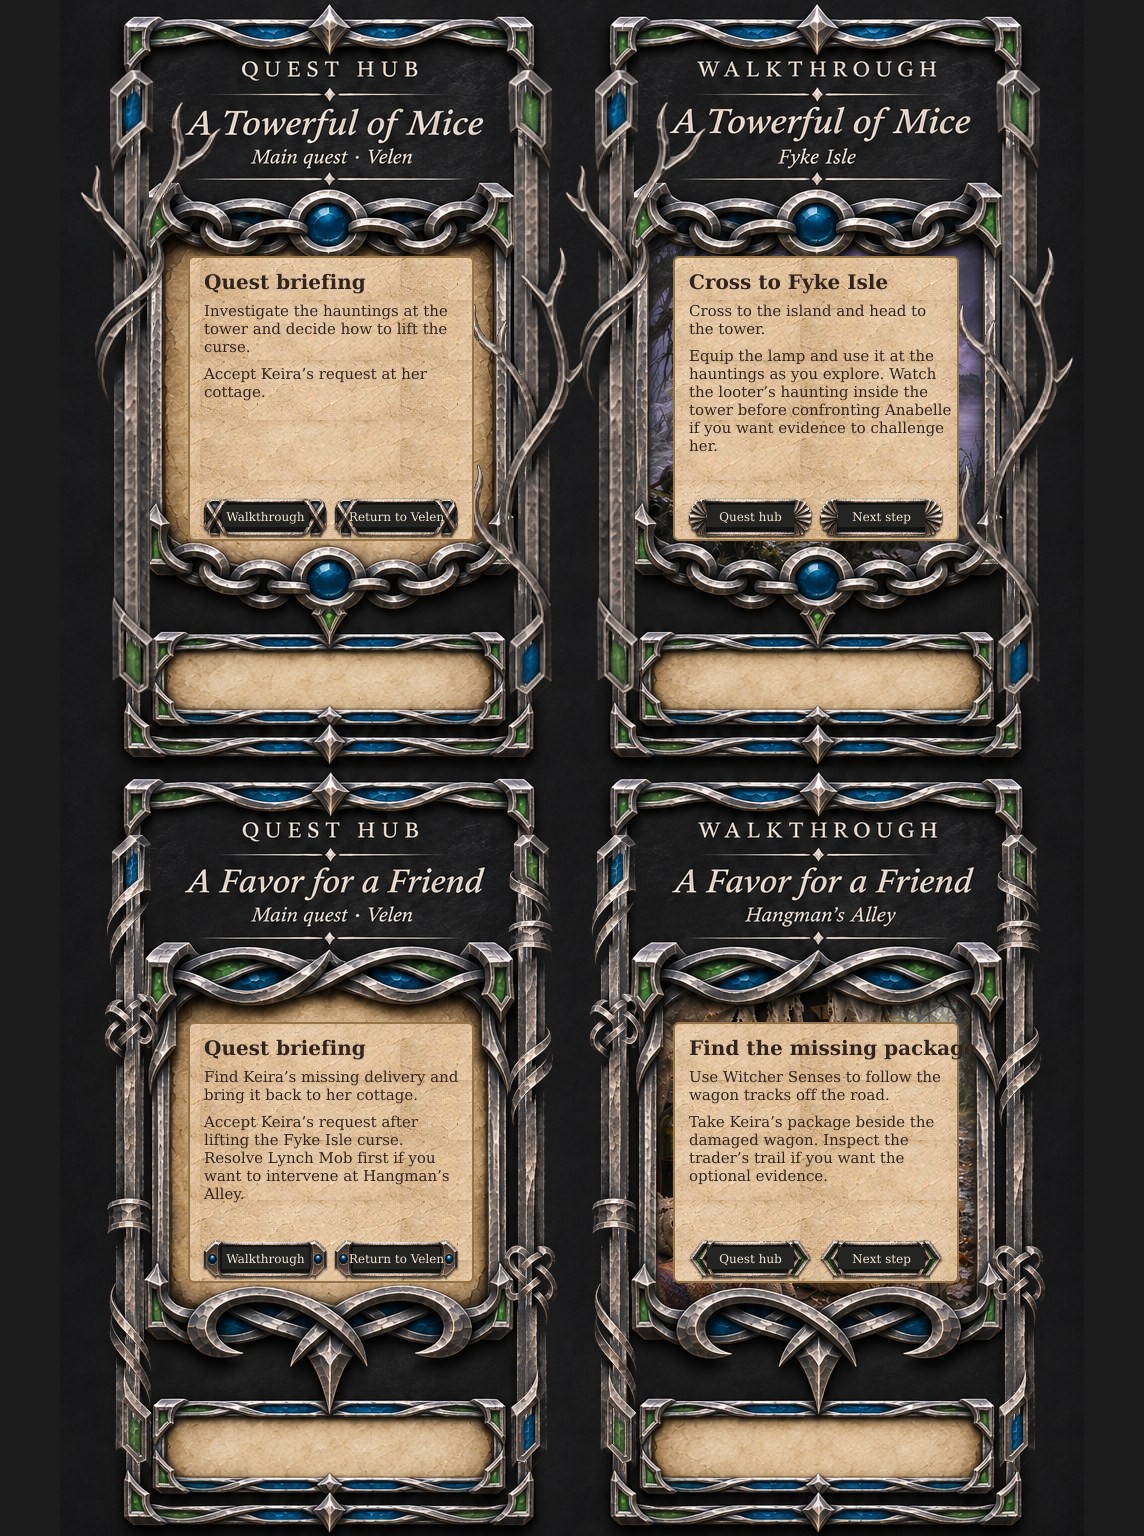 QUEST HUB
A Towerful of Mice
Main quest · Velen
Quest briefing
Investigate the hauntings at the
tower and decide how to lift the
curse.
Accept Keira’s request at her
cottage.
Walkthrough
Return to Velen
WALKTHROUGH
A Towerful of Mice
Fyke Isle
Cross to Fyke Isle
Cross to the island and head to
the tower.
Equip the lamp and use it at the
hauntings as you explore. Watch
the looter’s haunting inside the
tower before confronting Anabelle
if you want evidence to challenge
her.
Quest hub
Next step
QUEST HUB
A Favor for a Friend
Main quest · Velen
Quest briefing
Find Keira’s missing delivery and
bring it back to her cottage.
Accept Keira’s request after
lifting the Fyke Isle curse.
Resolve Lynch Mob first if you
want to intervene at Hangman’s
Alley.
Walkthrough
Return to Velen
WALKTHROUGH
A Favor for a Friend
Hangman’s Alley
Find the missing packag
Use Witcher Senses to follow the
wagon tracks off the road.
Take Keira’s package beside the
damaged wagon. Inspect the
trader’s trail if you want the
optional evidence.
Quest hub
Next step